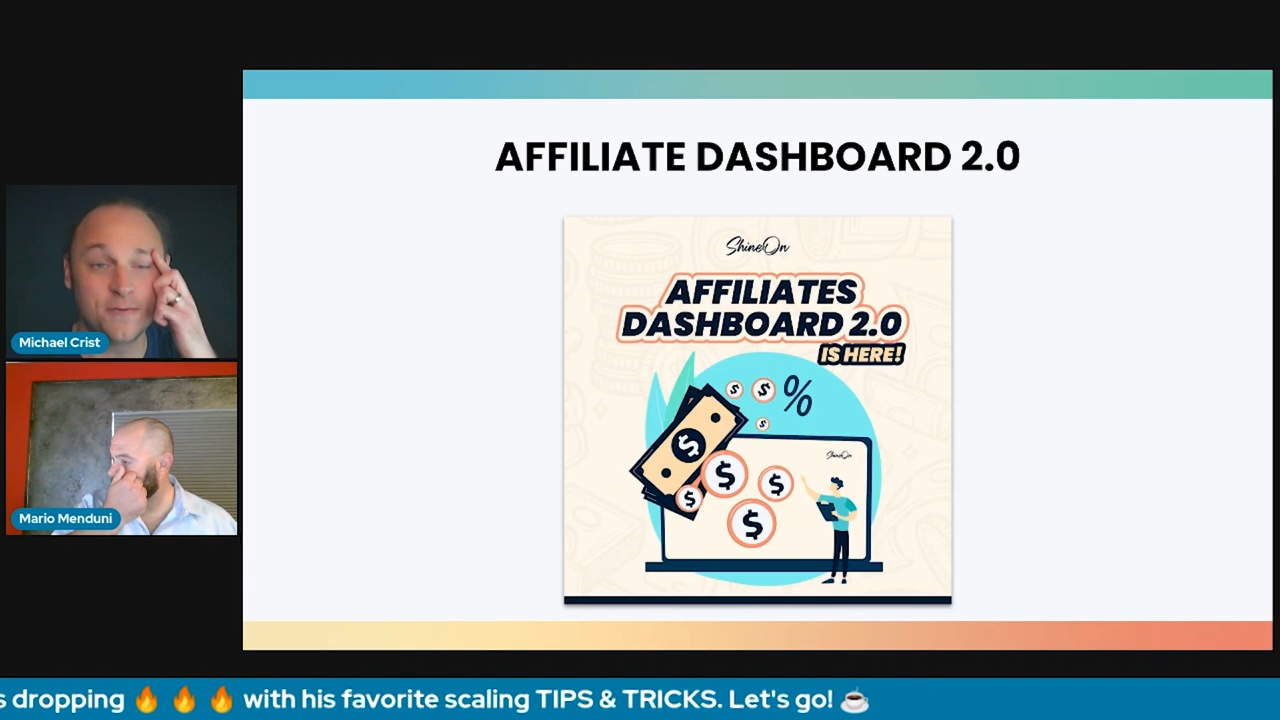 AFFILIATE DASHBOARD 2.0
ShineOn
AFFILIATES
DASHBOARD 2.0
IS HERE!
$ $ %
$
$
$ $
$
$
ShineOn
Michael Crist
Mario Menduni
s dropping 🔥 🔥 🔥 with his favorite scaling TIPS & TRICKS. Let's go! ☕